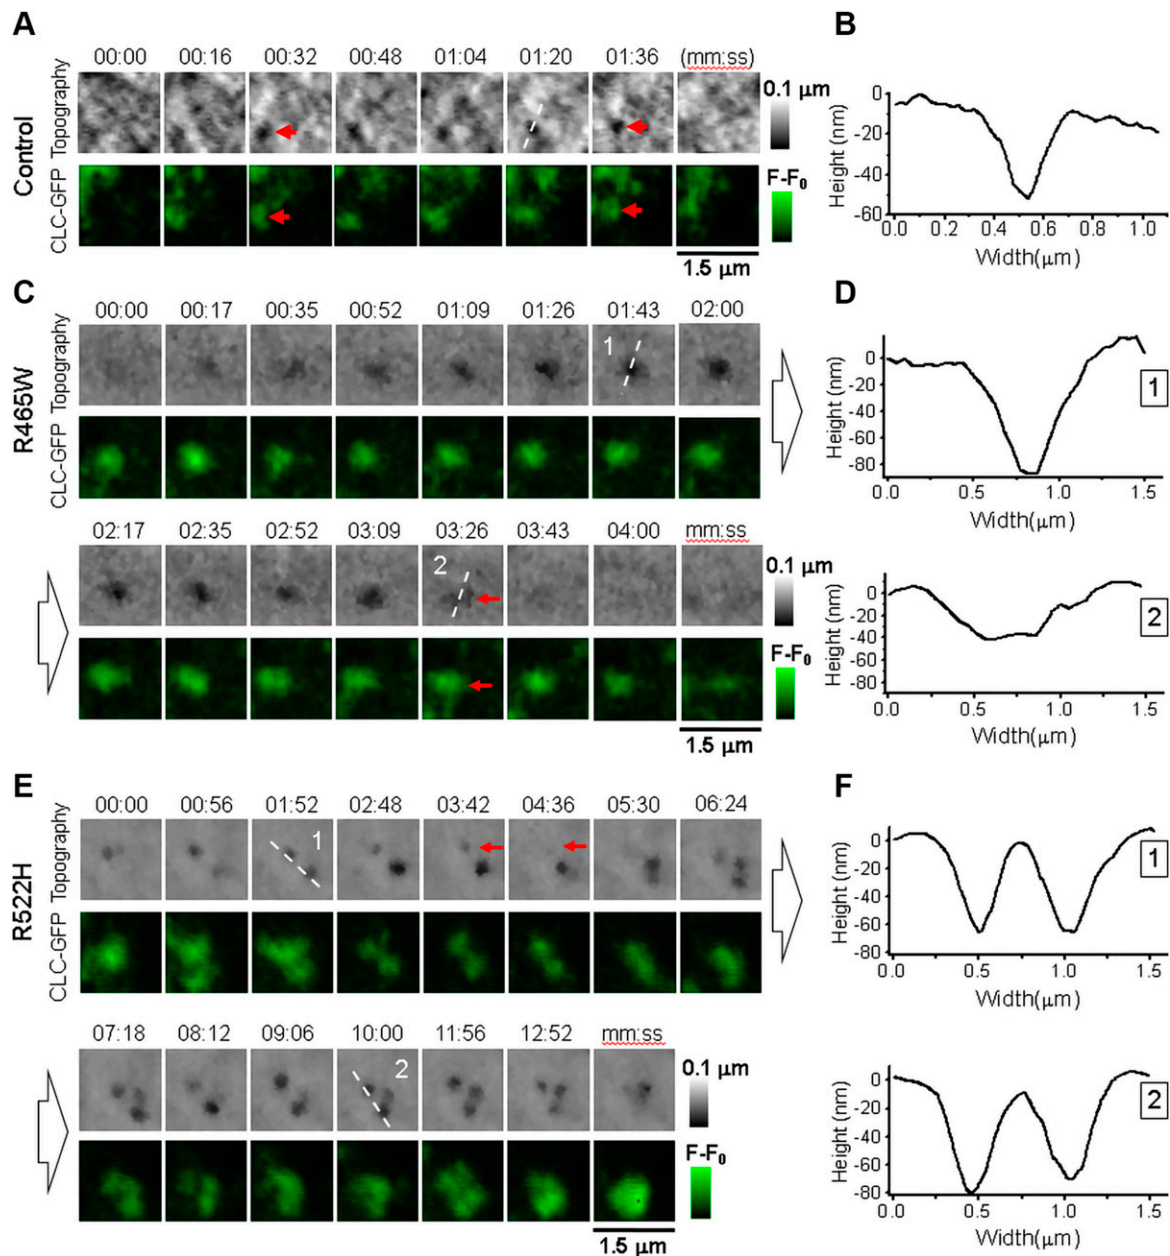 A
00:00 00:16 00:32 00:48 01:04 01:20 01:36 (mm:ss)
Control
Topography
0.1 μm
CLC-GFP
F-F0
1.5 μm
B
Height (nm)
0
-20
-40
-60
0.0 0.2 0.4 0.6 0.8 1.0
Width(μm)
C
00:00 00:17 00:35 00:52 01:09 01:26 01:43 02:00
R465W
Topography
1
CLC-GFP
02:17 02:35 02:52 03:09 03:26 03:43 04:00 mm:ss
2
0.1 μm
F-F0
1.5 μm
D
Height (nm)
0
-20
-40
-60
-80
1
0.0 0.5 1.0 1.5
Width(μm)
Height (nm)
0
-20
-40
-60
-80
2
0.0 0.5 1.0 1.5
Width(μm)
E
00:00 00:56 01:52 02:48 03:42 04:36 05:30 06:24
R522H
Topography
1
CLC-GFP
07:18 08:12 09:06 10:00 11:56 12:52 mm:ss
2
0.1 μm
F-F0
1.5 μm
F
Height (nm)
0
-20
-40
-60
-80
1
0.0 0.5 1.0 1.5
Width(μm)
Height (nm)
0
-20
-40
-60
-80
2
0.0 0.5 1.0 1.5
Width(μm)